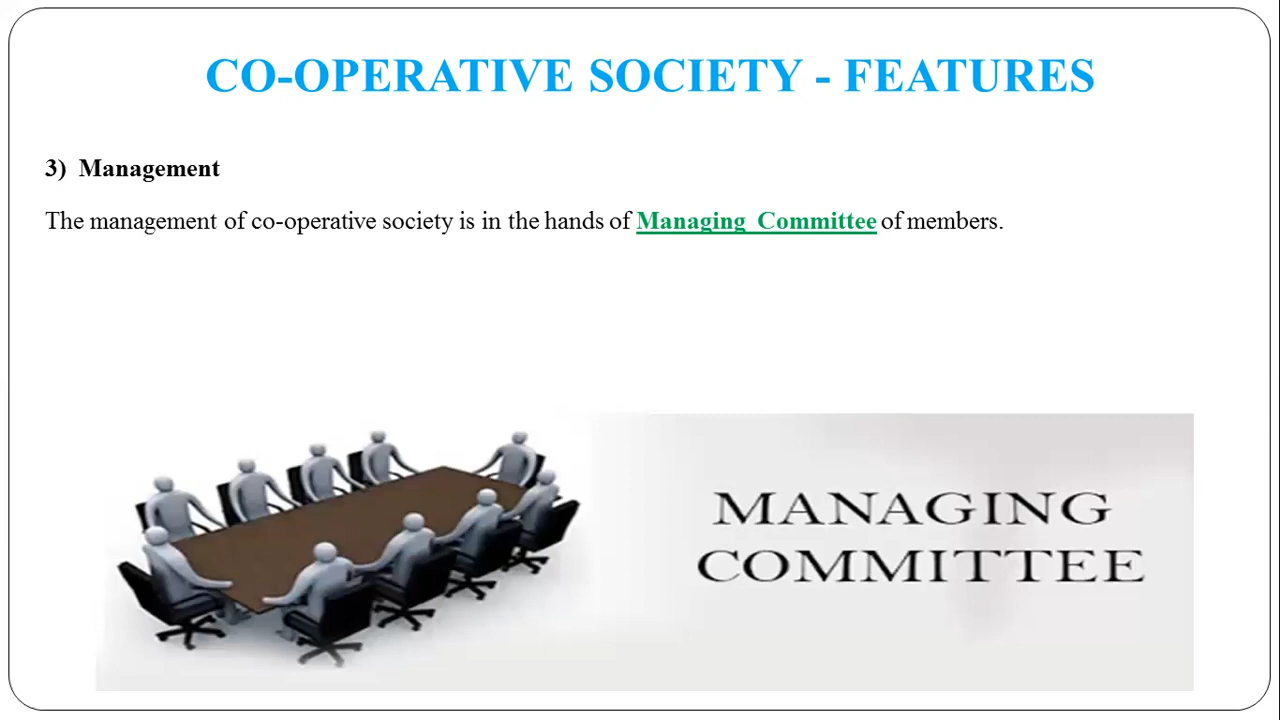 CO-OPERATIVE SOCIETY - FEATURES
3) Management
The management of co-operative society is in the hands of Managing Committee of members.
MANAGING
COMMITTEE